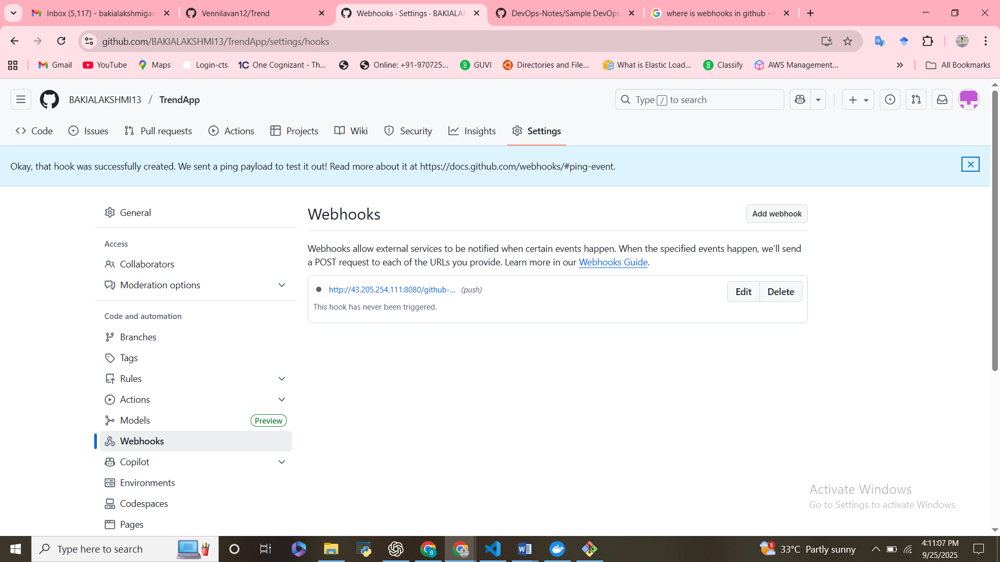 Inbox (5,117) - bakialakshmigan
Vennilavan12/Trend
Webhooks · Settings · BAKIALAK
DevOps-Notes/Sample DevOps
where is webhooks in github -
github.com/BAKIALAKSHMI13/TrendApp/settings/hooks
Gmail
YouTube
Maps
Login-cts
1C One Cognizant - Th...
Online: +91-970725...
GUVI
Directories and File...
What is Elastic Load...
Classify
AWS Management...
»
All Bookmarks
BAKIALAKSHMI13 / TrendApp
Type / to search
Code
Issues
Pull requests
Actions
Projects
Wiki
Security
Insights
Settings
Okay, that hook was successfully created. We sent a ping payload to test it out! Read more about it at https://docs.github.com/webhooks/#ping-event.
General
Access
Collaborators
Moderation options
Code and automation
Branches
Tags
Rules
Actions
Models Preview
Webhooks
Copilot
Environments
Codespaces
Pages
Webhooks
Add webhook
Webhooks allow external services to be notified when certain events happen. When the specified events happen, we'll send
a POST request to each of the URLs you provide. Learn more in our Webhooks Guide.
http://43.205.254.111:8080/github-... (push)
Edit
Delete
This hook has never been triggered.
Activate Windows
Go to Settings to activate Windows.
Type here to search
5
33°C Partly sunny
4:11:07 PM
9/25/2025